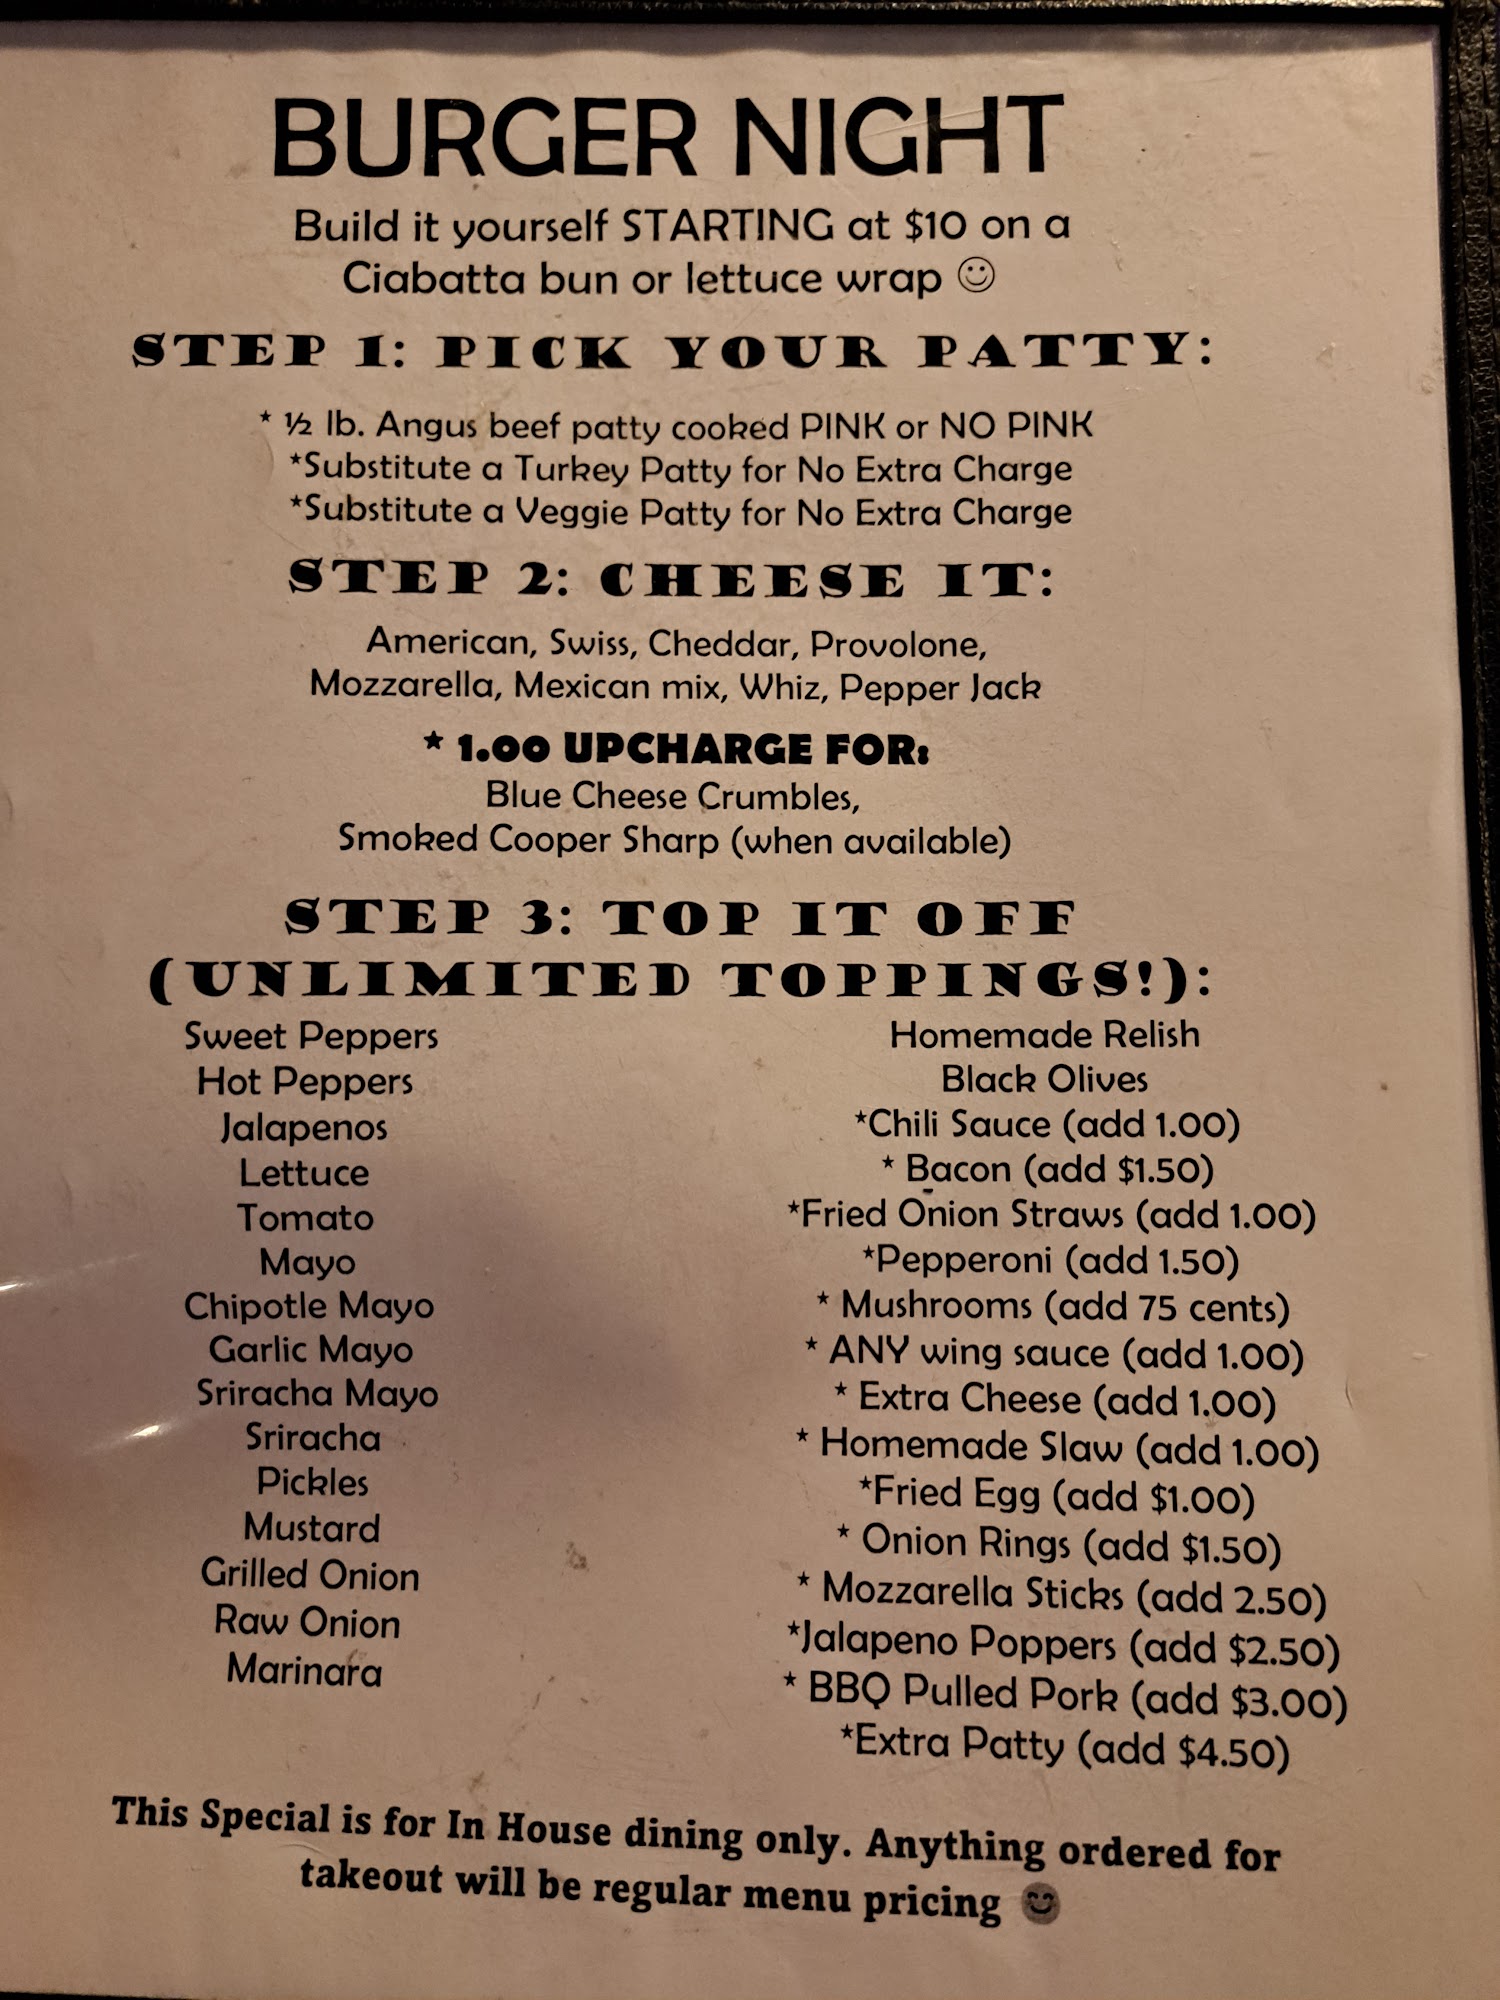 BURGER NIGHT
Build it yourself STARTING at $10 on a
Ciabatta bun or lettuce wrap ☺
STEP 1: PICK YOUR PATTY:
* ½ lb. Angus beef patty cooked PINK or NO PINK
*Substitute a Turkey Patty for No Extra Charge
*Substitute a Veggie Patty for No Extra Charge
STEP 2: CHEESE IT:
American, Swiss, Cheddar, Provolone,
Mozzarella, Mexican mix, Whiz, Pepper Jack
* 1.00 UPCHARGE FOR:
Blue Cheese Crumbles,
Smoked Cooper Sharp (when available)
STEP 3: TOP IT OFF
(UNLIMITED TOPPINGS!):
Sweet Peppers
Hot Peppers
Jalapenos
Lettuce
Tomato
Mayo
Chipotle Mayo
Garlic Mayo
Sriracha Mayo
Sriracha
Pickles
Mustard
Grilled Onion
Raw Onion
Marinara
Homemade Relish
Black Olives
*Chili Sauce (add 1.00)
* Bacon (add $1.50)
*Fried Onion Straws (add 1.00)
*Pepperoni (add 1.50)
* Mushrooms (add 75 cents)
* ANY wing sauce (add 1.00)
* Extra Cheese (add 1.00)
* Homemade Slaw (add 1.00)
*Fried Egg (add $1.00)
* Onion Rings (add $1.50)
* Mozzarella Sticks (add 2.50)
*Jalapeno Poppers (add $2.50)
* BBQ Pulled Pork (add $3.00)
*Extra Patty (add $4.50)
This Special is for In House dining only. Anything ordered for
takeout will be regular menu pricing 😊